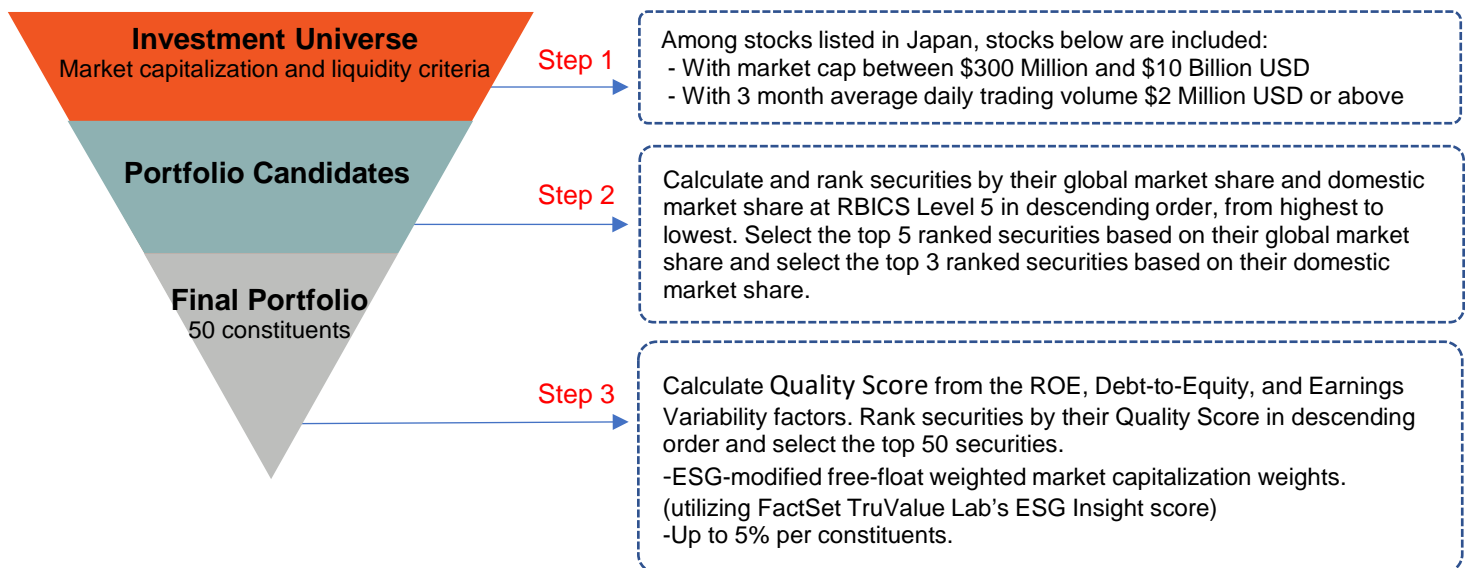 Investment Universe
Market capitalization and liquidity criteria
Step 1
Among stocks listed in Japan, stocks below are included:
- With market cap between $300 Million and $10 Billion USD
- With 3 month average daily trading volume $2 Million USD or above
Portfolio Candidates
Step 2
Calculate and rank securities by their global market share and domestic
market share at RBICS Level 5 in descending order, from highest to
lowest. Select the top 5 ranked securities based on their global market
share and select the top 3 ranked securities based on their domestic
market share.
Final Portfolio
50 constituents
Step 3
Calculate Quality Score from the ROE, Debt-to-Equity, and Earnings
Variability factors. Rank securities by their Quality Score in descending
order and select the top 50 securities.
-ESG-modified free-float weighted market capitalization weights.
(utilizing FactSet TruValue Lab's ESG Insight score)
-Up to 5% per constituents.